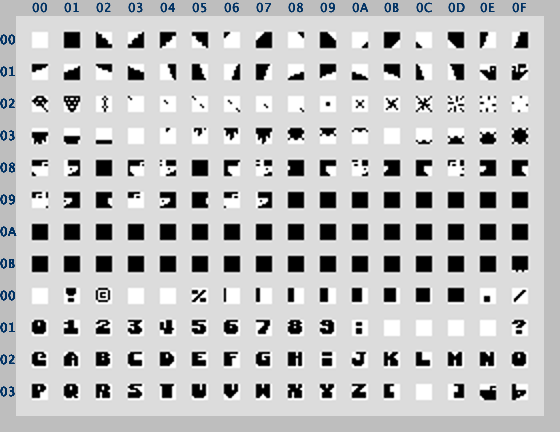 00 01 02 03 04 05 06 07 08 09 0A 0B 0C 0D 0E 0F
00
01
02
03
08
09
0A
0B
00 ! © % . /
01 0 1 2 3 4 5 6 7 8 9 : ?
02 A B C D E F G H I J K L M N O
03 P Q R S T U V W X Y Z [ ]